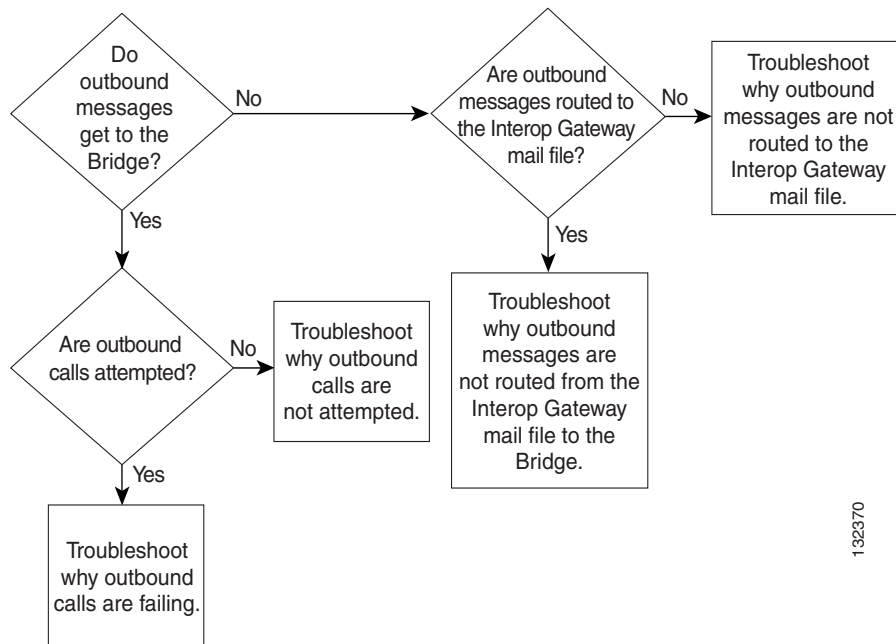 Do
outbound
messages
get to the
Bridge?
No
Are outbound
messages routed to
the Interop Gateway
mail file?
No
Troubleshoot
why outbound
messages are not
routed to the
Interop Gateway
mail file.
Yes
Yes
Are outbound
calls attempted?
No
Troubleshoot
why outbound
calls are
not attempted.
Troubleshoot
why outbound
messages are
not routed from the
Interop Gateway
mail file to the
Bridge.
Yes
Troubleshoot
why outbound
calls are failing.
132370